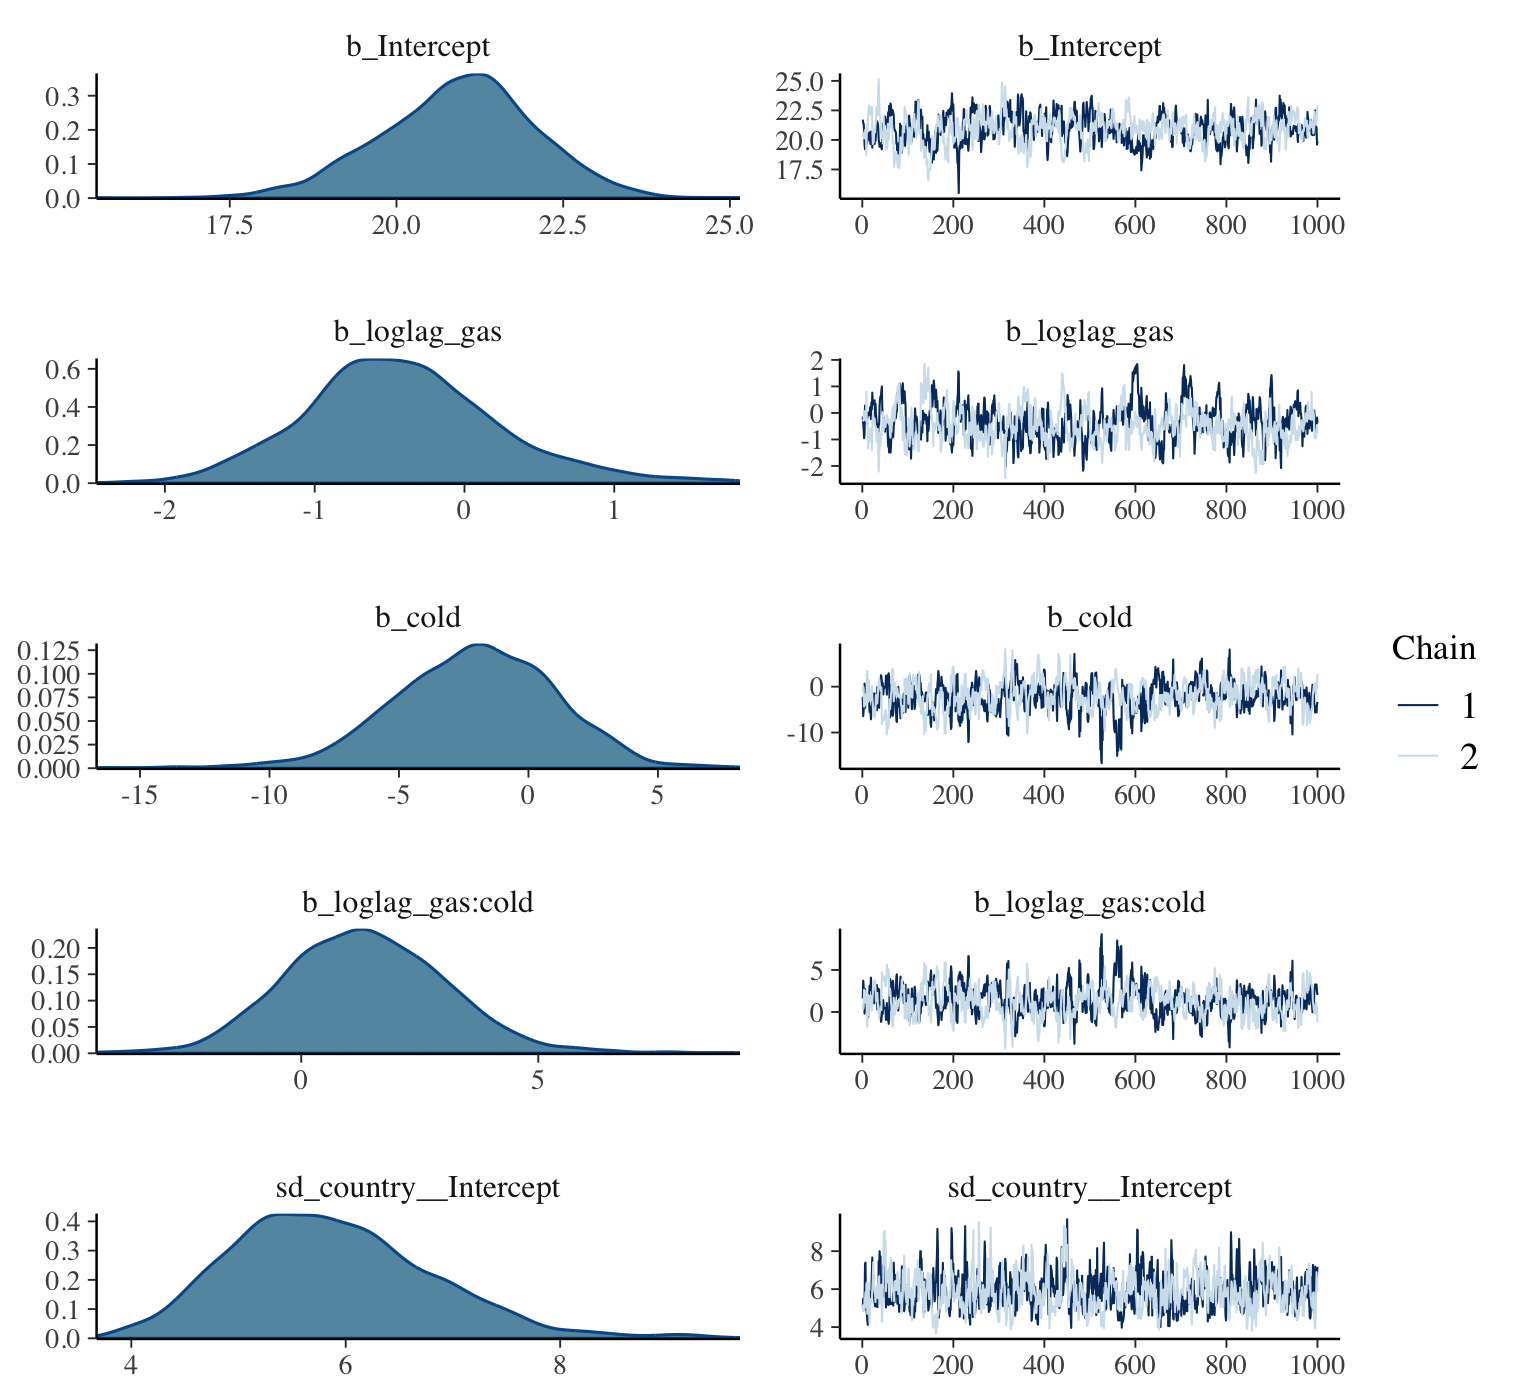 b_Intercept b_Intercept
0.3
0.2
0.1
0.0
17.5 20.0 22.5 25.0
25.0
22.5
20.0
17.5
0 200 400 600 800 1000
b_loglag_gas b_loglag_gas
0.6
0.4
0.2
0.0
-2 -1 0 1
2
1
0
-1
-2
0 200 400 600 800 1000
b_cold b_cold
0.125
0.100
0.075
0.050
0.025
0.000
-15 -10 -5 0 5
0
-10
0 200 400 600 800 1000
Chain
1
2
b_loglag_gas:cold b_loglag_gas:cold
0.20
0.15
0.10
0.05
0.00
0 5
5
0
0 200 400 600 800 1000
sd_country__Intercept sd_country__Intercept
0.4
0.3
0.2
0.1
0.0
4 6 8
8
6
4
0 200 400 600 800 1000